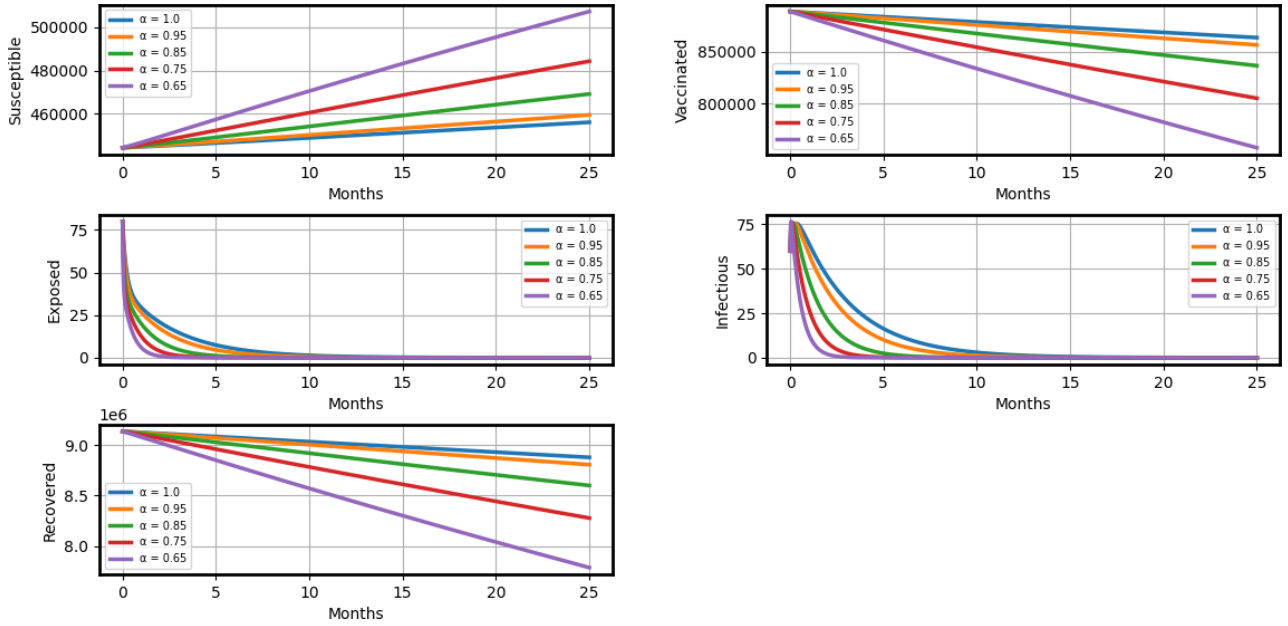 500000
480000
460000
Susceptible
α = 1.0
α = 0.95
α = 0.85
α = 0.75
α = 0.65
0 5 10 15 20 25
Months
850000
800000
Vaccinated
α = 1.0
α = 0.95
α = 0.85
α = 0.75
α = 0.65
0 5 10 15 20 25
Months
75
50
25
0
Exposed
α = 1.0
α = 0.95
α = 0.85
α = 0.75
α = 0.65
0 5 10 15 20 25
Months
75
50
25
0
Infectious
α = 1.0
α = 0.95
α = 0.85
α = 0.75
α = 0.65
0 5 10 15 20 25
Months
1e6
9.0
8.5
8.0
Recovered
α = 1.0
α = 0.95
α = 0.85
α = 0.75
α = 0.65
0 5 10 15 20 25
Months